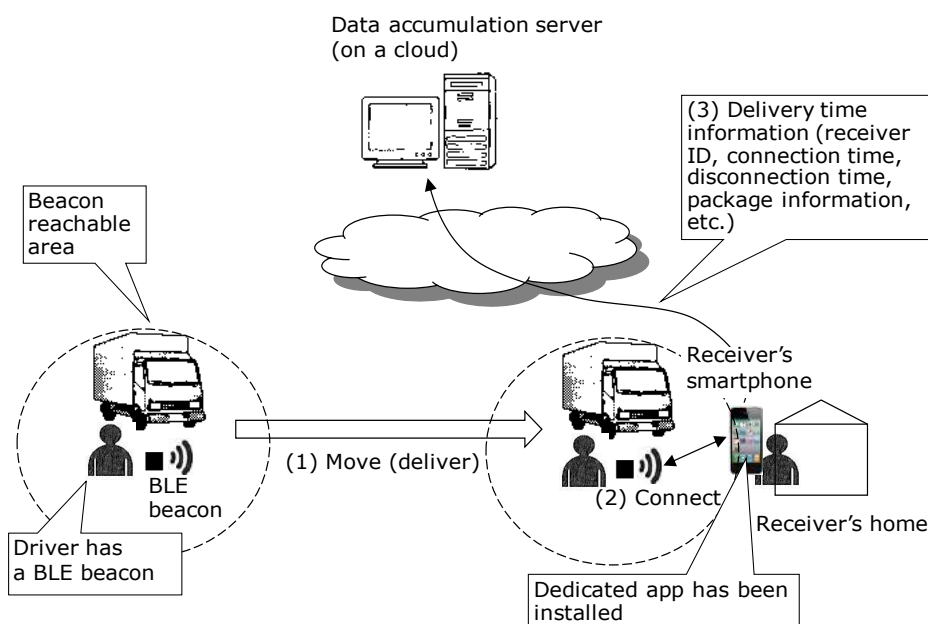 Data accumulation server
(on a cloud)
(3) Delivery time
information (receiver
ID, connection time,
disconnection time,
package information,
etc.)
Beacon
reachable
area
Receiver's
smartphone
(1) Move (deliver)
BLE
beacon
(2) Connect
Receiver's home
Driver has
a BLE beacon
Dedicated app has been
installed